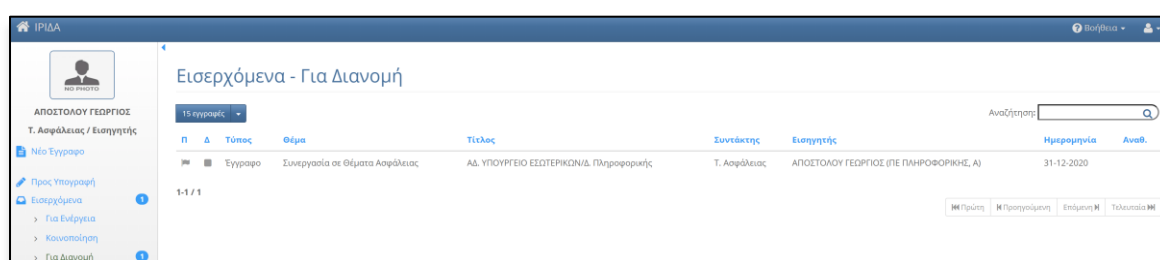 ΙΡΙΔΑ
Βοήθεια
NO PHOTO
ΑΠΟΣΤΟΛΟΥ ΓΕΩΡΓΙΟΣ
Τ. Ασφάλειας / Εισηγητής
Νέο Έγγραφο
Προς Υπογραφή
Εισερχόμενα 1
Για Ενέργεια
Κοινοποίηση
Για Διανομή 1
Εισερχόμενα - Για Διανομή
15 εγγραφές
Αναζήτηση:
Π Δ Τύπος Θέμα Τίτλος Συντάκτης Εισηγητής Ημερομηνία Αναθ.
Έγγραφο Συνεργασία σε Θέματα Ασφάλειας ΑΔ. ΥΠΟΥΡΓΕΙΟ ΕΣΩΤΕΡΙΚΩΝ/Δ. Πληροφορικής Τ. Ασφάλειας ΑΠΟΣΤΟΛΟΥ ΓΕΩΡΓΙΟΣ (ΠΕ ΠΛΗΡΟΦΟΡΙΚΗΣ, Α) 31-12-2020
1-1 / 1
Πρώτη Προηγούμενη Επόμενη Τελευταία